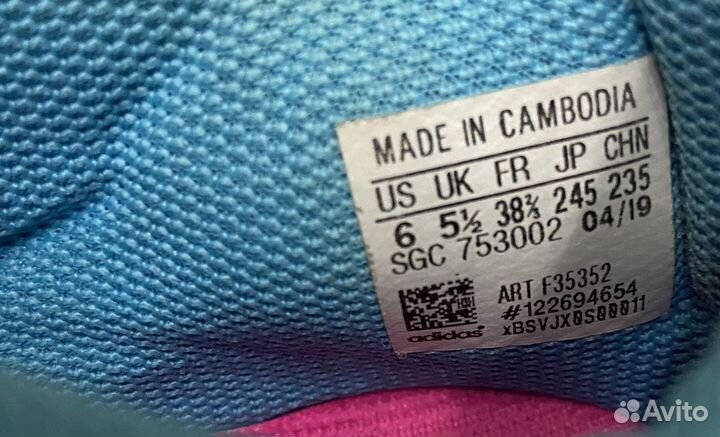 MADE IN CAMBODIA
US UK FR JP CHN
6 5½ 38⅔ 245 235
SGC 753002 04/19
ART F35352
#122694654
xBSVJX0S00011
adidas
Avito